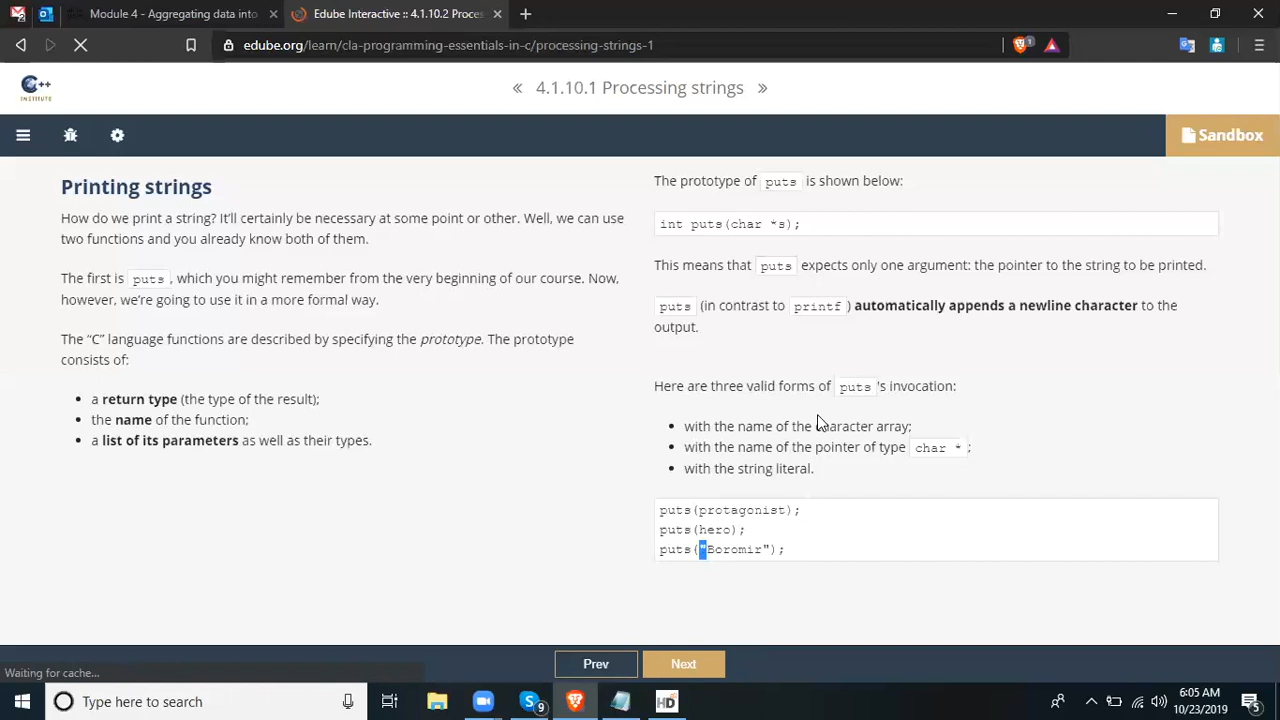 Module 4 - Aggregating data into
Edube Interactive :: 4.1.10.2 Proces
edube.org/learn/cla-programming-essentials-in-c/processing-strings-1
1
C++
INSTITUTE
« 4.1.10.1 Processing strings »
Sandbox
Printing strings
How do we print a string? It'll certainly be necessary at some point or other. Well, we can use
two functions and you already know both of them.
The first is puts , which you might remember from the very beginning of our course. Now,
however, we're going to use it in a more formal way.
The “C” language functions are described by specifying the prototype. The prototype
consists of:
• a return type (the type of the result);
• the name of the function;
• a list of its parameters as well as their types.
The prototype of puts is shown below:
int puts(char *s);
This means that puts expects only one argument: the pointer to the string to be printed.
puts (in contrast to printf ) automatically appends a newline character to the
output.
Here are three valid forms of puts 's invocation:
• with the name of the character array;
• with the name of the pointer of type char * ;
• with the string literal.
puts(protagonist);
puts(hero);
puts("Boromir");
Prev
Next
Waiting for cache...
Type here to search
9
HD
6:05 AM
10/23/2019
5